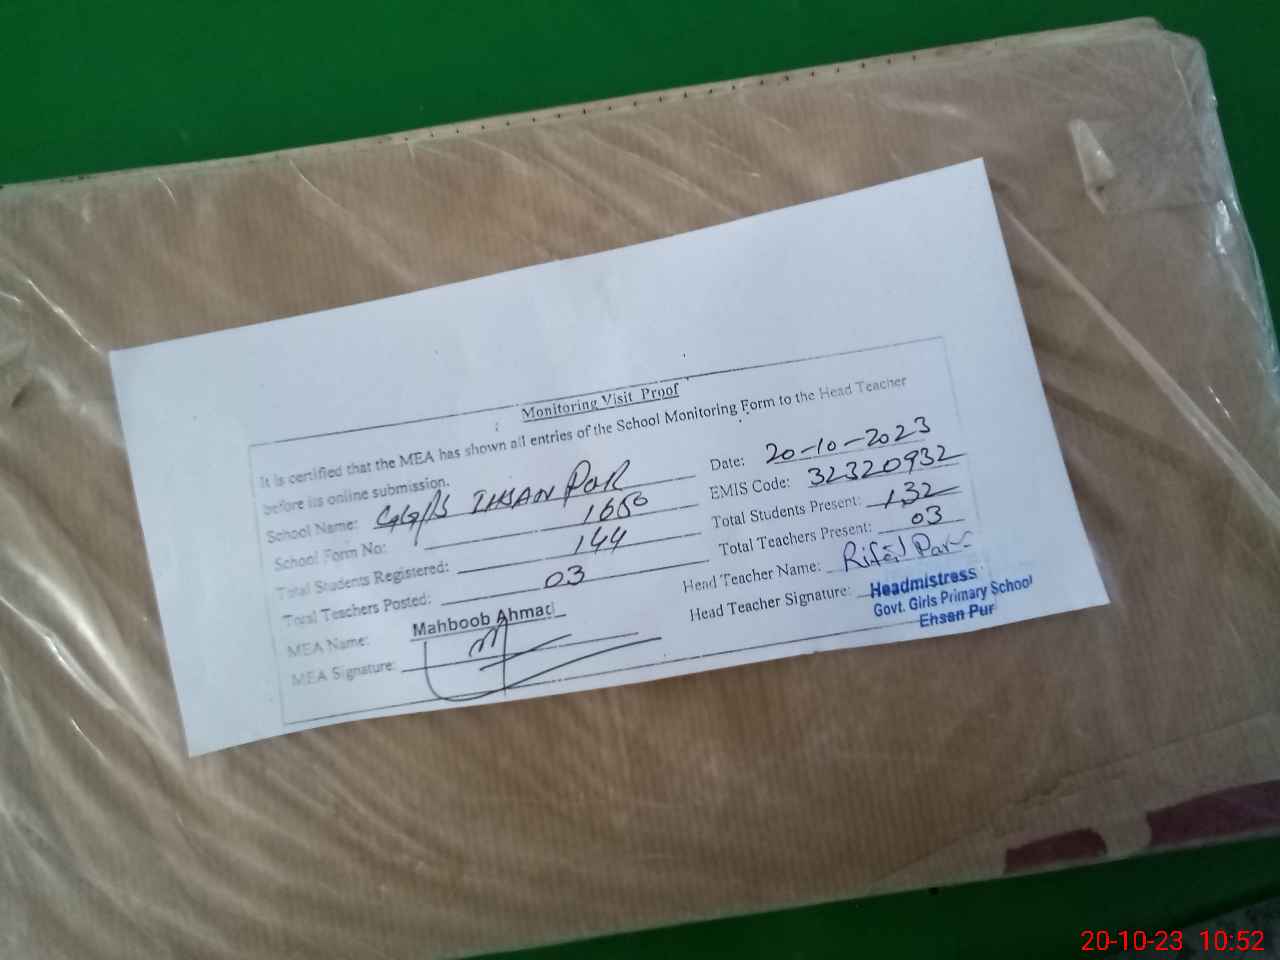 Monitoring Visit Proof
It is certified that the MEA has shown all entries of the School Monitoring Form to the Head Teacher
before its online submission.
Date: 20-10-2023
School Name: GGP/S IHSAN PUR
EMIS Code: 32320932
School Form No: 1660
Total Students Present: 132
Total Students Registered: 144
Total Teachers Present: 03
Total Teachers Posted: 03
Head Teacher Name:
MEA Name: Mahboob Ahmad
Head Teacher Signature:
Headmistress
Govt. Girls Primary School
Ehsan Pur
MEA Signature:
20-10-23 10:52